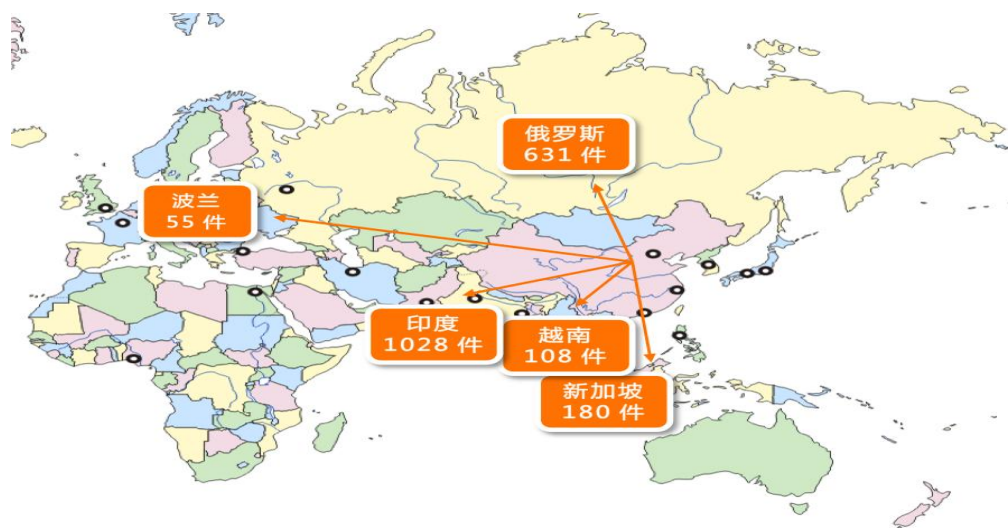 俄罗斯
631 件
波兰
55 件
印度
1028 件
越南
108 件
新加坡
180 件